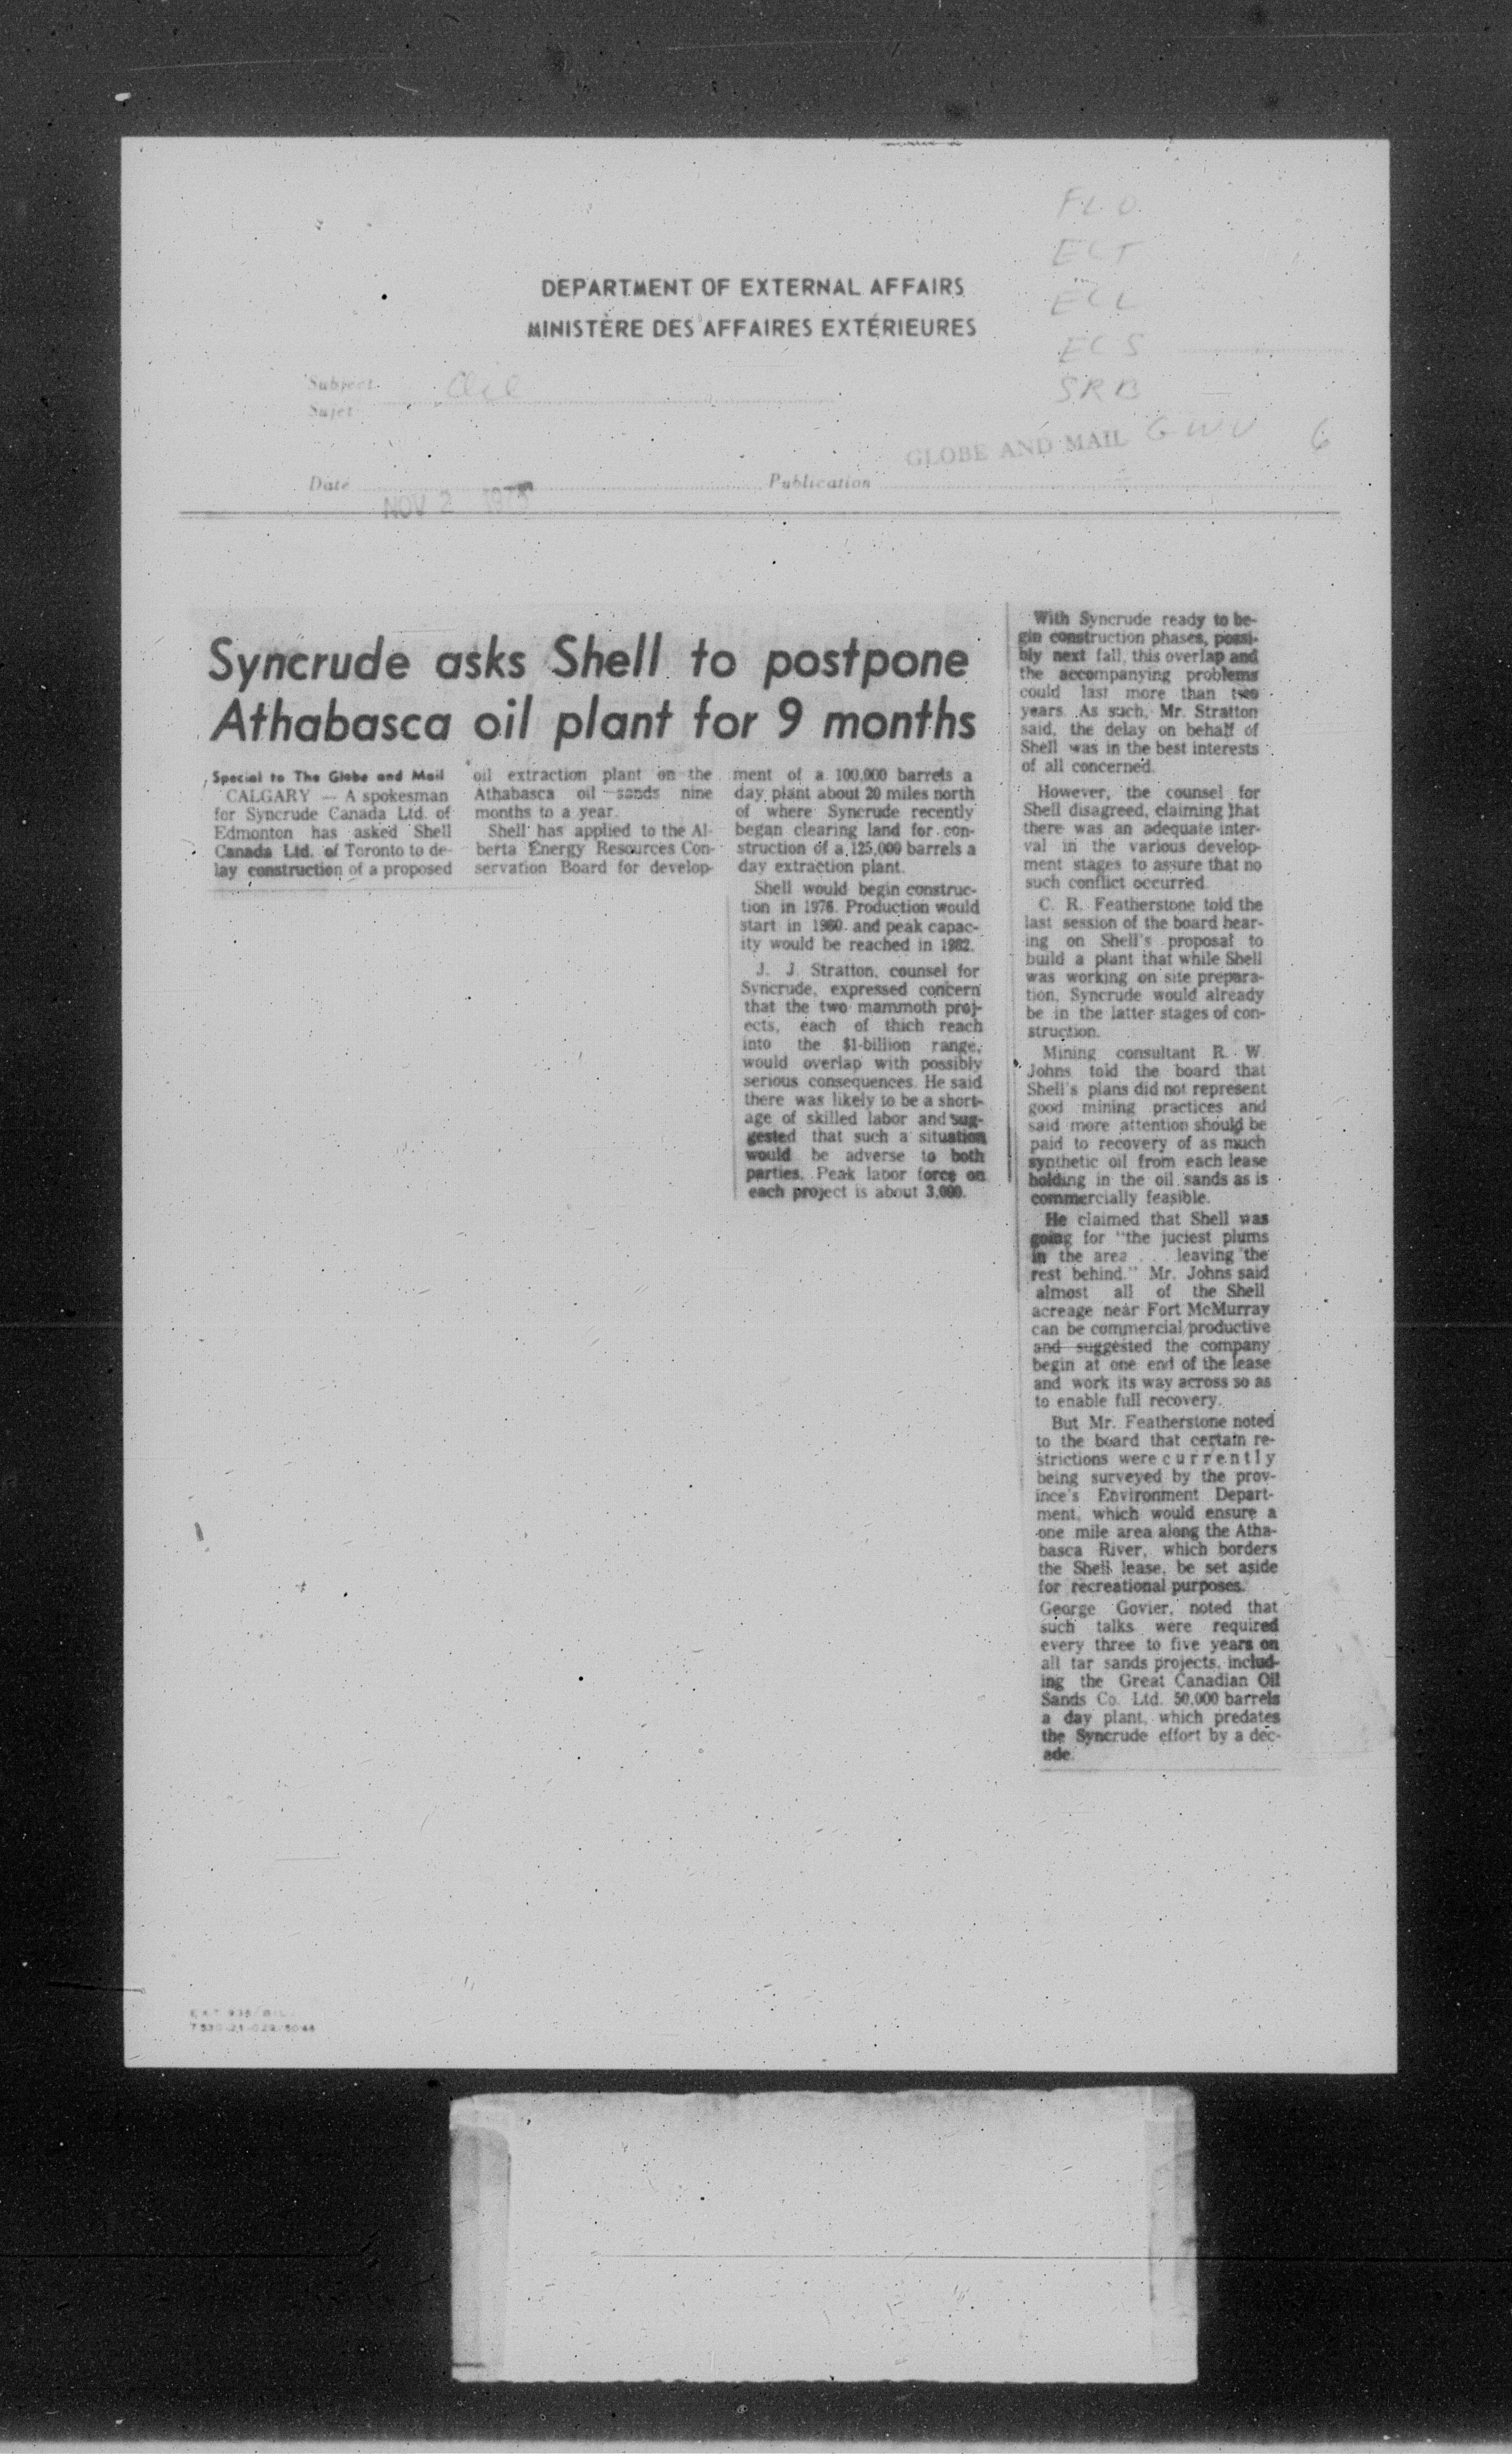 FLO
ECT
ECL
ECS
SRB
GWU 6
DEPARTMENT OF EXTERNAL AFFAIRS
MINISTÈRE DES AFFAIRES EXTÉRIEURES
Subject Oil
Sujet
GLOBE AND MAIL
Date NOV 2 Publication
Syncrude asks Shell to postpone
Athabasca oil plant for 9 months
Special to The Globe and Mail
CALGARY — A spokesman
for Syncrude Canada Ltd. of
Edmonton has asked Shell
Canada Ltd. of Toronto to de-
lay construction of a proposed
oil extraction plant on the
Athabasca oil sands nine
months to a year.
Shell has applied to the Al-
berta Energy Resources Con-
servation Board for develop-
ment of a 100,000 barrels a
day plant about 20 miles north
of where Syncrude recently
began clearing land for con-
struction of a 125,000 barrels a
day extraction plant.
Shell would begin construc-
tion in 1976. Production would
start in 1980 and peak capac-
ity would be reached in 1982.
J. J. Stratton, counsel for
Syncrude, expressed concern
that the two mammoth proj-
ects, each of thich reach
into the $1-billion range,
would overlap with possibly
serious consequences. He said
there was likely to be a short-
age of skilled labor and sug-
gested that such a situation
would be adverse to both
parties. Peak labor force on
each project is about 3,000.
With Syncrude ready to be-
gin construction phases, possi-
bly next fall, this overlap and
the accompanying problems
could last more than two
years. As such, Mr. Stratton
said, the delay on behalf of
Shell was in the best interests
of all concerned.
However, the counsel for
Shell disagreed, claiming that
there was an adequate inter-
val in the various develop-
ment stages to assure that no
such conflict occurred.
C. R. Featherstone told the
last session of the board hear-
ing on Shell's proposal to
build a plant that while Shell
was working on site prepara-
tion, Syncrude would already
be in the latter stages of con-
struction.
Mining consultant R. W.
Johns told the board that
Shell's plans did not represent
good mining practices and
said more attention should be
paid to recovery of as much
synthetic oil from each lease
holding in the oil sands as is
commercially feasible.
He claimed that Shell was
going for "the juciest plums
in the area . . . leaving the
rest behind." Mr. Johns said
almost all of the Shell
acreage near Fort McMurray
can be commercial productive
and suggested the company
begin at one end of the lease
and work its way across so as
to enable full recovery.
But Mr. Featherstone noted
to the board that certain re-
strictions were currently
being surveyed by the prov-
ince's Environment Depart-
ment, which would ensure a
one mile area along the Atha-
basca River, which borders
the Shell lease, be set aside
for recreational purposes.
George Govier, noted that
such talks were required
every three to five years on
all tar sands projects, includ-
ing the Great Canadian Oil
Sands Co. Ltd. 50,000 barrels
a day plant, which predates
the Syncrude effort by a dec-
ade.